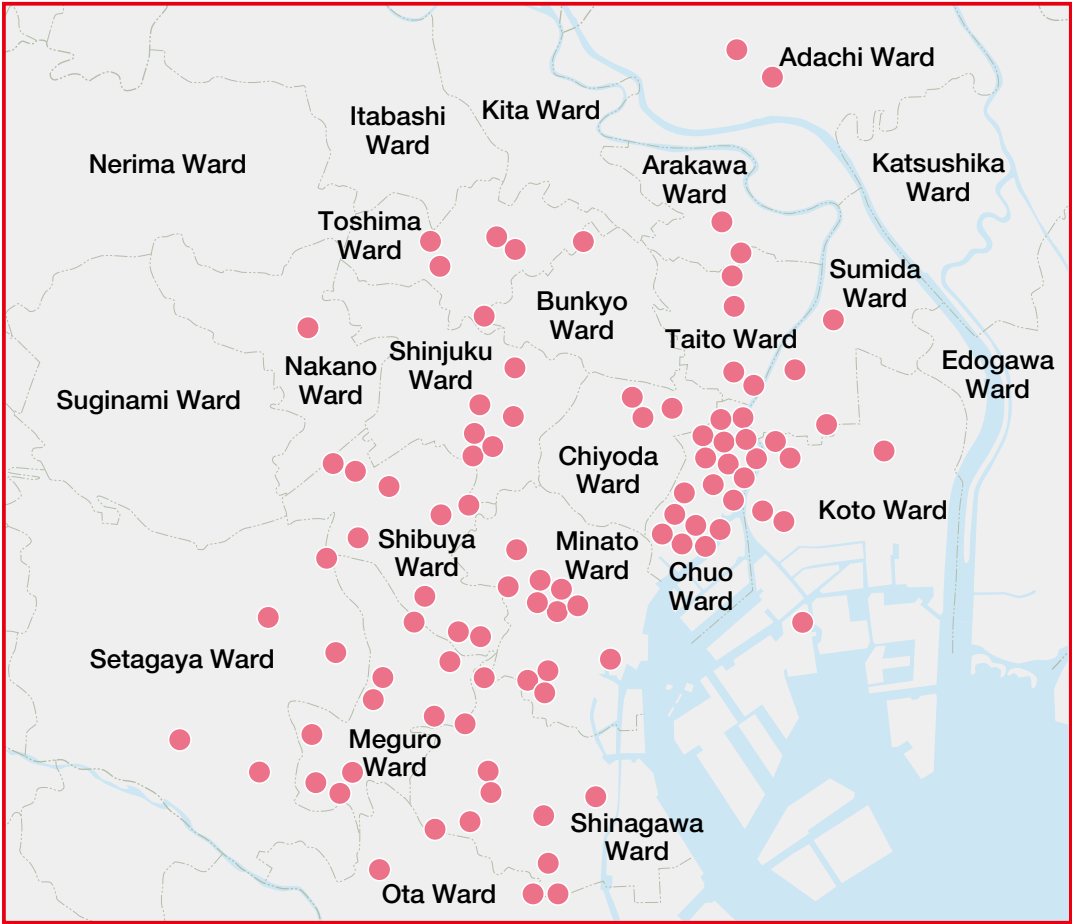 Adachi Ward
Kita Ward
Itabashi
Ward
Nerima Ward
Arakawa
Ward
Katsushika
Ward
Toshima
Ward
Sumida
Ward
Bunkyo
Ward
Taito Ward
Shinjuku
Ward
Nakano
Ward
Edogawa
Ward
Suginami Ward
Chiyoda
Ward
Koto Ward
Shibuya
Ward
Minato
Ward
Chuo
Ward
Setagaya Ward
Meguro
Ward
Shinagawa
Ward
Ota Ward